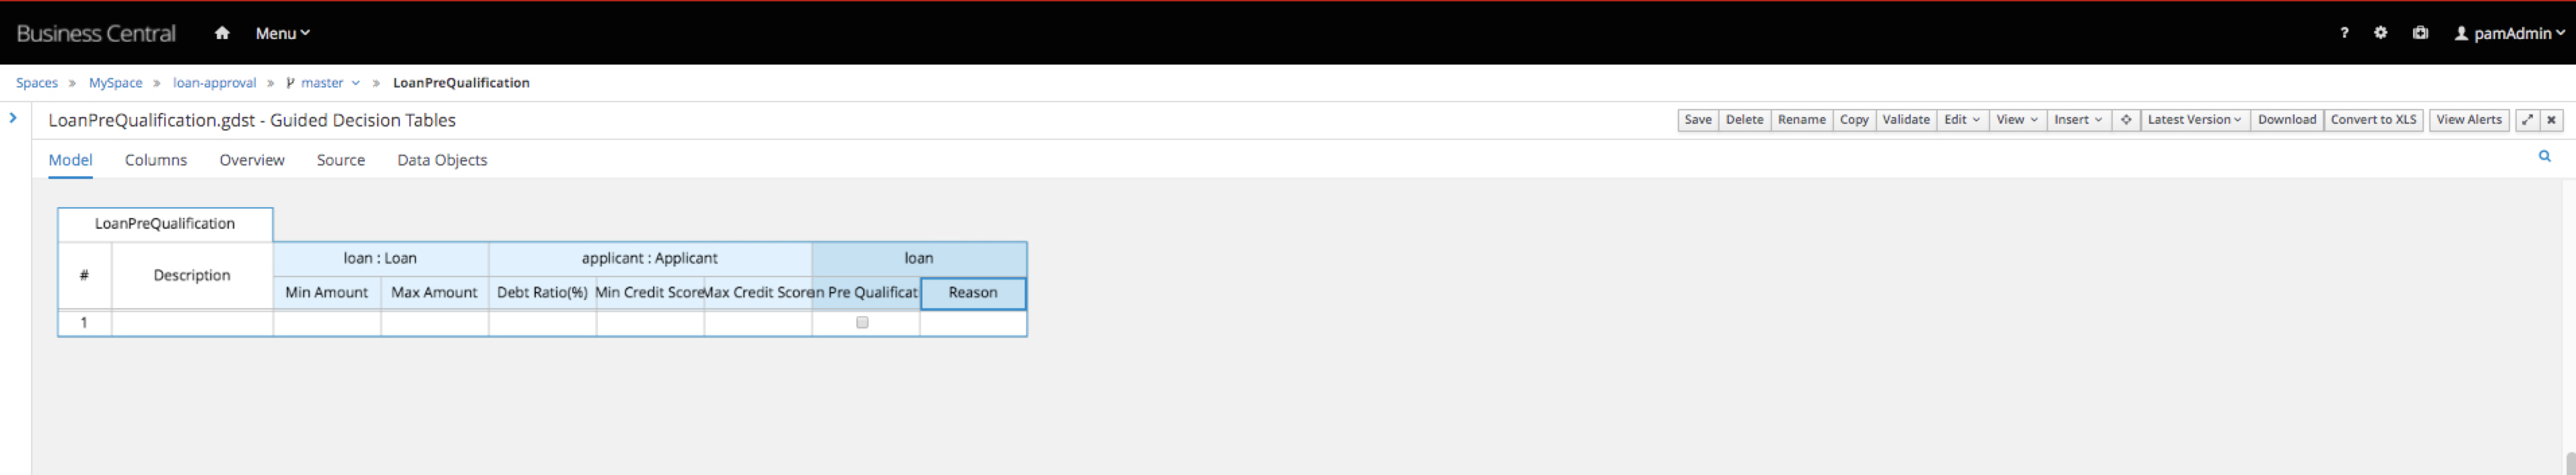 Business Central Menu ? pamAdmin
Spaces » MySpace » loan-approval » master » LoanPreQualification
LoanPreQualification.gdst - Guided Decision Tables Save Delete Rename Copy Validate Edit View Insert Latest Version Download Convert to XLS View Alerts
Model Columns Overview Source Data Objects
LoanPreQualification
# Description loan : Loan applicant : Applicant loan
Min Amount Max Amount Debt Ratio(%) Min Credit Score Max Credit Score n Pre Qualificat Reason
1